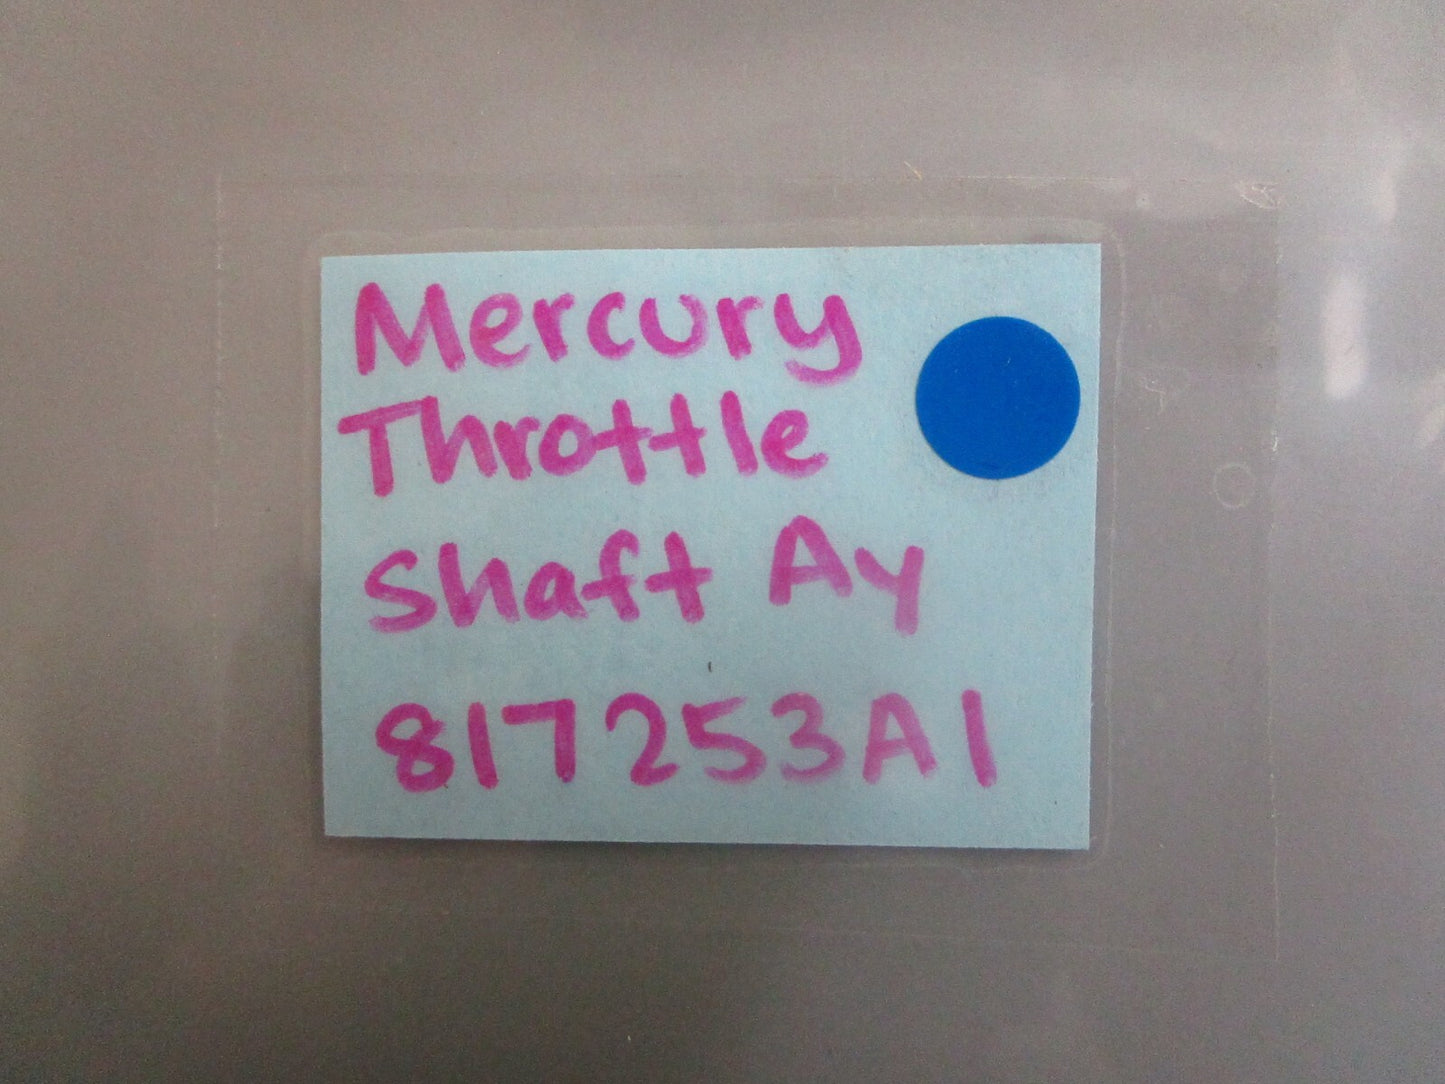 Mercury
Throttle
Shaft Ay
817253A1